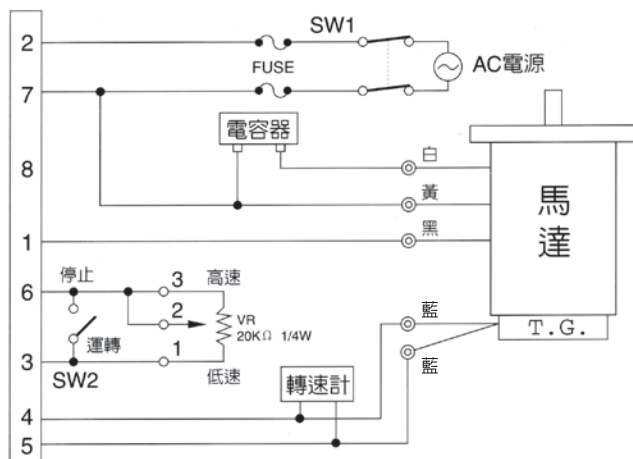 2
SW1
FUSE
AC電源
7
電容器
8
白
黃
馬達
1
黑
6
停止
3
高速
2
VR
20KΩ 1/4W
運轉
1
低速
3
SW2
藍
T.G.
藍
轉速計
4
5